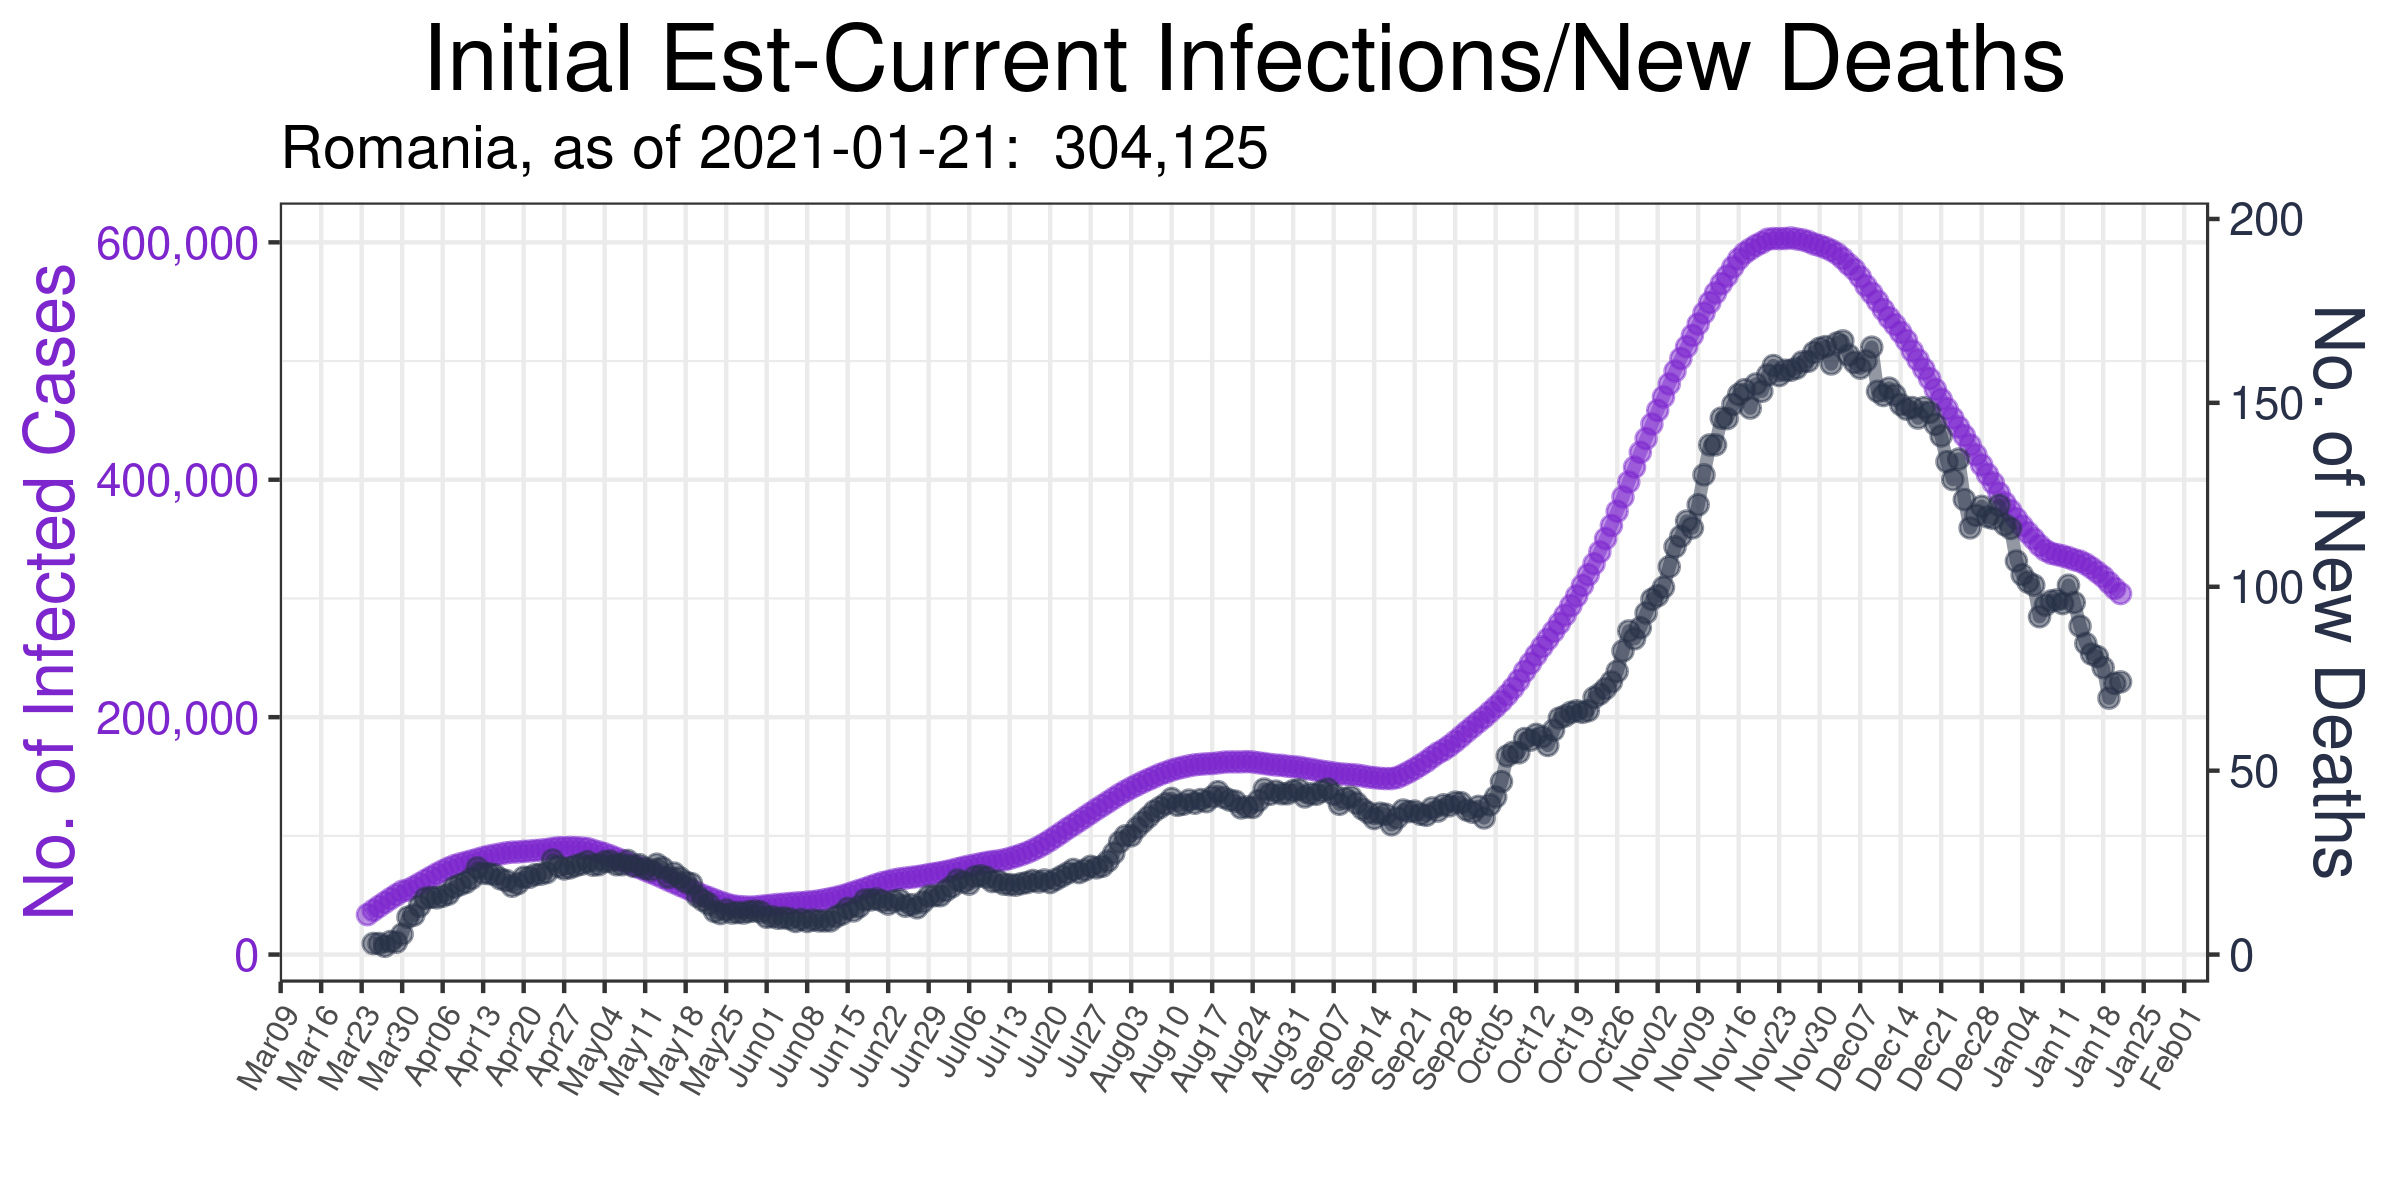 Initial Est-Current Infections/New Deaths
Romania, as of 2021-01-21:  304,125
No. of Infected Cases
600,000
400,000
200,000
0
200
150
100
50
0
No. of New Deaths
Mar09
Mar16
Mar23
Mar30
Apr06
Apr13
Apr20
Apr27
May04
May11
May18
May25
Jun01
Jun08
Jun15
Jun22
Jun29
Jul06
Jul13
Jul20
Jul27
Aug03
Aug10
Aug17
Aug24
Aug31
Sep07
Sep14
Sep21
Sep28
Oct05
Oct12
Oct19
Oct26
Nov02
Nov09
Nov16
Nov23
Nov30
Dec07
Dec14
Dec21
Dec28
Jan04
Jan11
Jan18
Jan25
Feb01